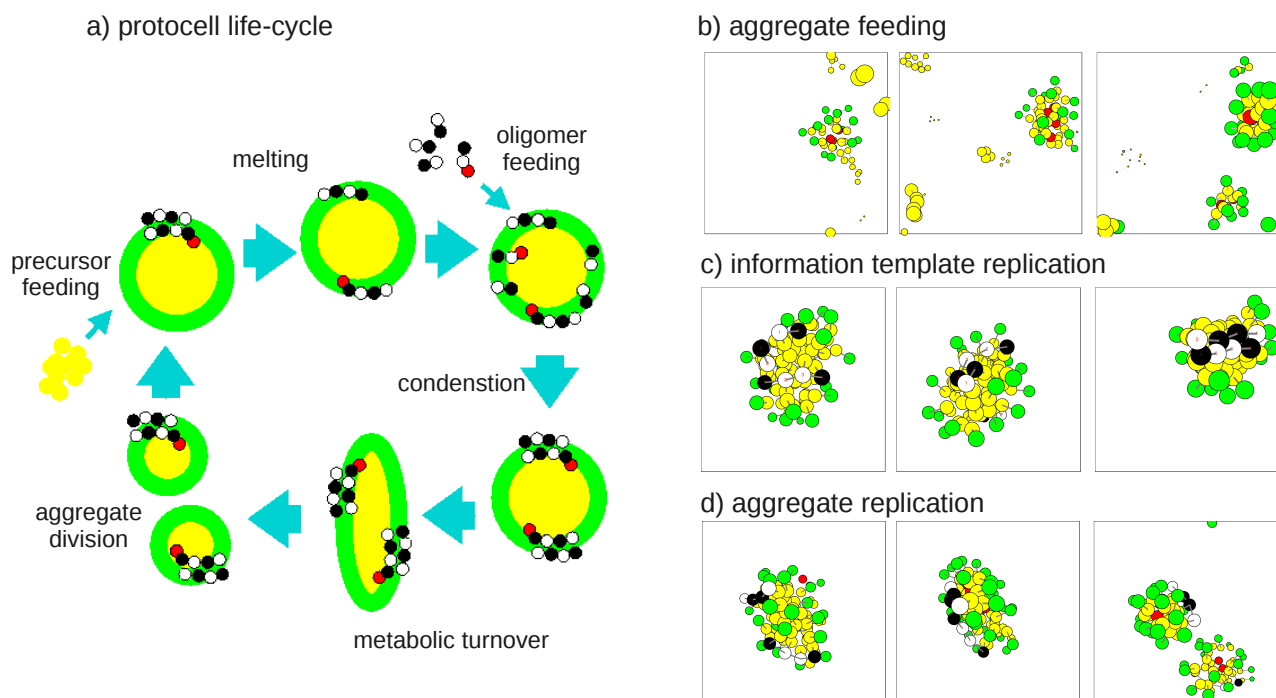 a) protocell life-cycle
melting
oligomer
feeding
precursor
feeding
condenstion
aggregate
division
metabolic turnover
b) aggregate feeding
c) information template replication
d) aggregate replication